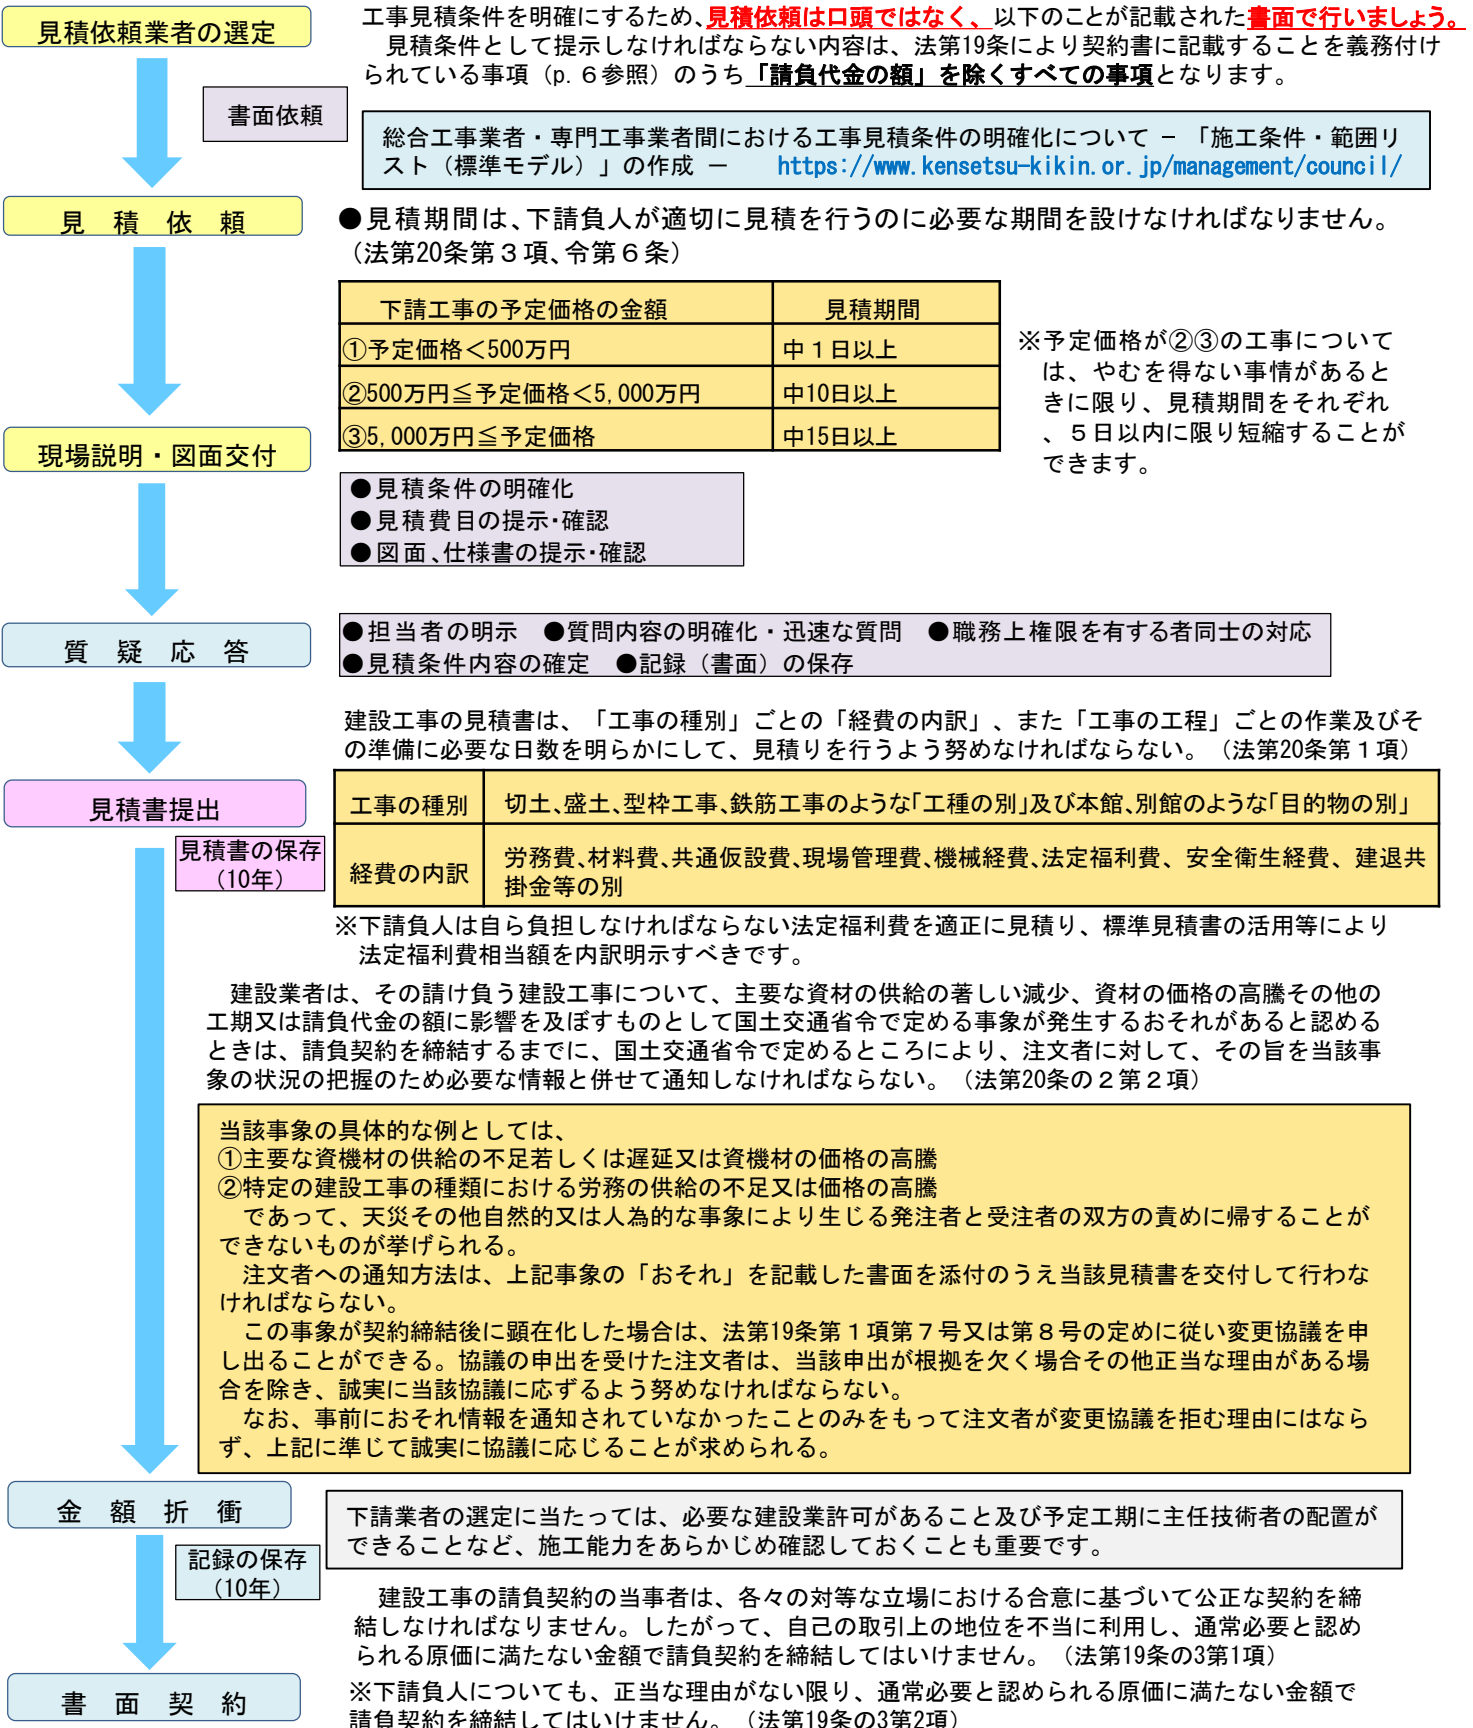 見積依頼業者の選定
工事見積条件を明確にするため、見積依頼は口頭ではなく、以下のことが記載された書面で行いましょう。
見積条件として提示しなければならない内容は、法第19条により契約書に記載することを義務付け
られている事項（p.６参照）のうち「請負代金の額」を除くすべての事項となります。
書面依頼
総合工事業者・専門工事業者間における工事見積条件の明確化について － 「施工条件・範囲リ
スト（標準モデル）」の作成 － https://www.kensetsu-kikin.or.jp/management/council/
見　積　依　頼
●見積期間は、下請負人が適切に見積を行うのに必要な期間を設けなければなりません。
（法第20条第３項、令第６条）
下請工事の予定価格の金額　見積期間
①予定価格＜500万円　中１日以上
②500万円≦予定価格＜5,000万円　中10日以上
③5,000万円≦予定価格　中15日以上
※予定価格が②③の工事について
は、やむを得ない事情があると
きに限り、見積期間をそれぞれ
、５日以内に限り短縮することが
できます。
現場説明・図面交付
●見積条件の明確化
●見積費目の提示・確認
●図面、仕様書の提示・確認
質　疑　応　答
●担当者の明示　●質問内容の明確化・迅速な質問　●職務上権限を有する者同士の対応
●見積条件内容の確定　●記録（書面）の保存
建設工事の見積書は、「工事の種別」ごとの「経費の内訳」、また「工事の工程」ごとの作業及びそ
の準備に必要な日数を明らかにして、見積りを行うよう努めなければならない。（法第20条第１項）
見積書提出
工事の種別　切土、盛土、型枠工事、鉄筋工事のような「工種の別」及び本館、別館のような「目的物の別」
見積書の保存
（10年）
経費の内訳　労務費、材料費、共通仮設費、現場管理費、機械経費、法定福利費、安全衛生経費、建退共
掛金等の別
※下請負人は自ら負担しなければならない法定福利費を適正に見積り、標準見積書の活用等により
法定福利費相当額を内訳明示すべきです。
建設業者は、その請け負う建設工事について、主要な資材の供給の著しい減少、資材の価格の高騰その他の
工期又は請負代金の額に影響を及ぼすものとして国土交通省令で定める事象が発生するおそれがあると認める
ときは、請負契約を締結するまでに、国土交通省令で定めるところにより、注文者に対して、その旨を当該事
象の状況の把握のため必要な情報と併せて通知しなければならない。（法第20条の２第２項）
当該事象の具体的な例としては、
①主要な資機材の供給の不足若しくは遅延又は資機材の価格の高騰
②特定の建設工事の種類における労務の供給の不足又は価格の高騰
であって、天災その他自然的又は人為的な事象により生じる発注者と受注者の双方の責めに帰することが
できないものが挙げられる。
注文者への通知方法は、上記事象の「おそれ」を記載した書面を添付のうえ当該見積書を交付して行わな
ければならない。
この事象が契約締結後に顕在化した場合は、法第19条第１項第７号又は第８号の定めに従い変更協議を申
し出ることができる。協議の申出を受けた注文者は、当該申出が根拠を欠く場合その他正当な理由がある場
合を除き、誠実に当該協議に応ずるよう努めなければならない。
なお、事前におそれ情報を通知されていなかったことのみをもって注文者が変更協議を拒む理由にはなら
ず、上記に準じて誠実に協議に応じることが求められる。
金　額　折　衝
下請業者の選定に当たっては、必要な建設業許可があること及び予定工期に主任技術者の配置が
できることなど、施工能力をあらかじめ確認しておくことも重要です。
記録の保存
（10年）
建設工事の請負契約の当事者は、各々の対等な立場における合意に基づいて公正な契約を締
結しなければなりません。したがって、自己の取引上の地位を不当に利用し、通常必要と認め
られる原価に満たない金額で請負契約を締結してはいけません。（法第19条の3第1項）
書　面　契　約
※下請負人についても、正当な理由がない限り、通常必要と認められる原価に満たない金額で
請負契約を締結してはいけません。（法第19条の3第2項）